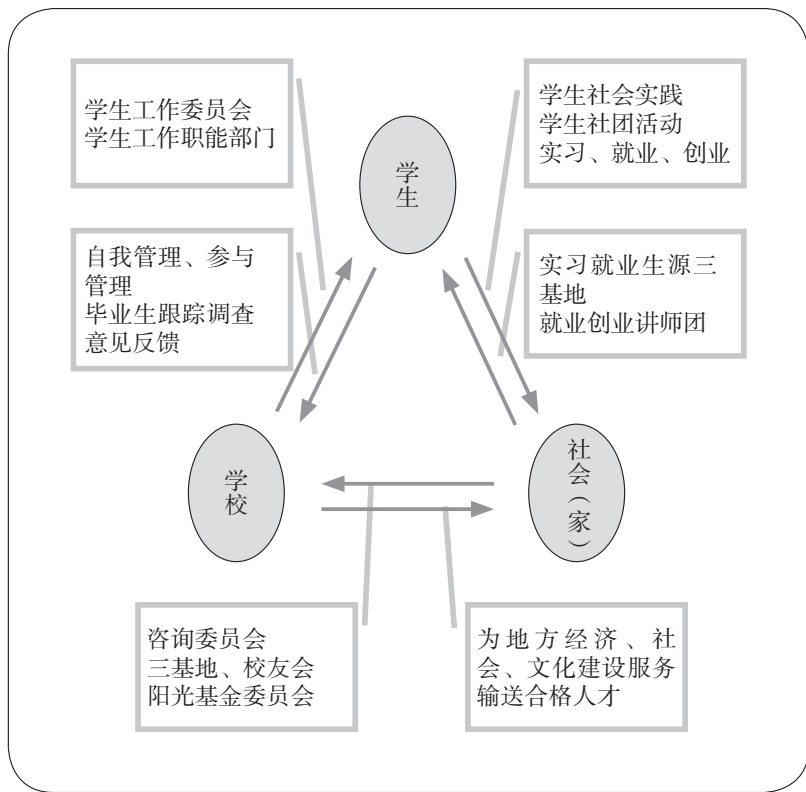 学生工作委员会
学生工作职能部门
学生社会实践
学生社团活动
实习、就业、创业
学生
自我管理、参与
管理
毕业生跟踪调查
意见反馈
实习就业生源三
基地
就业创业讲师团
学校
社会（家）
咨询委员会
三基地、校友会
阳光基金委员会
为地方经济、社
会、文化建设服务
输送合格人才